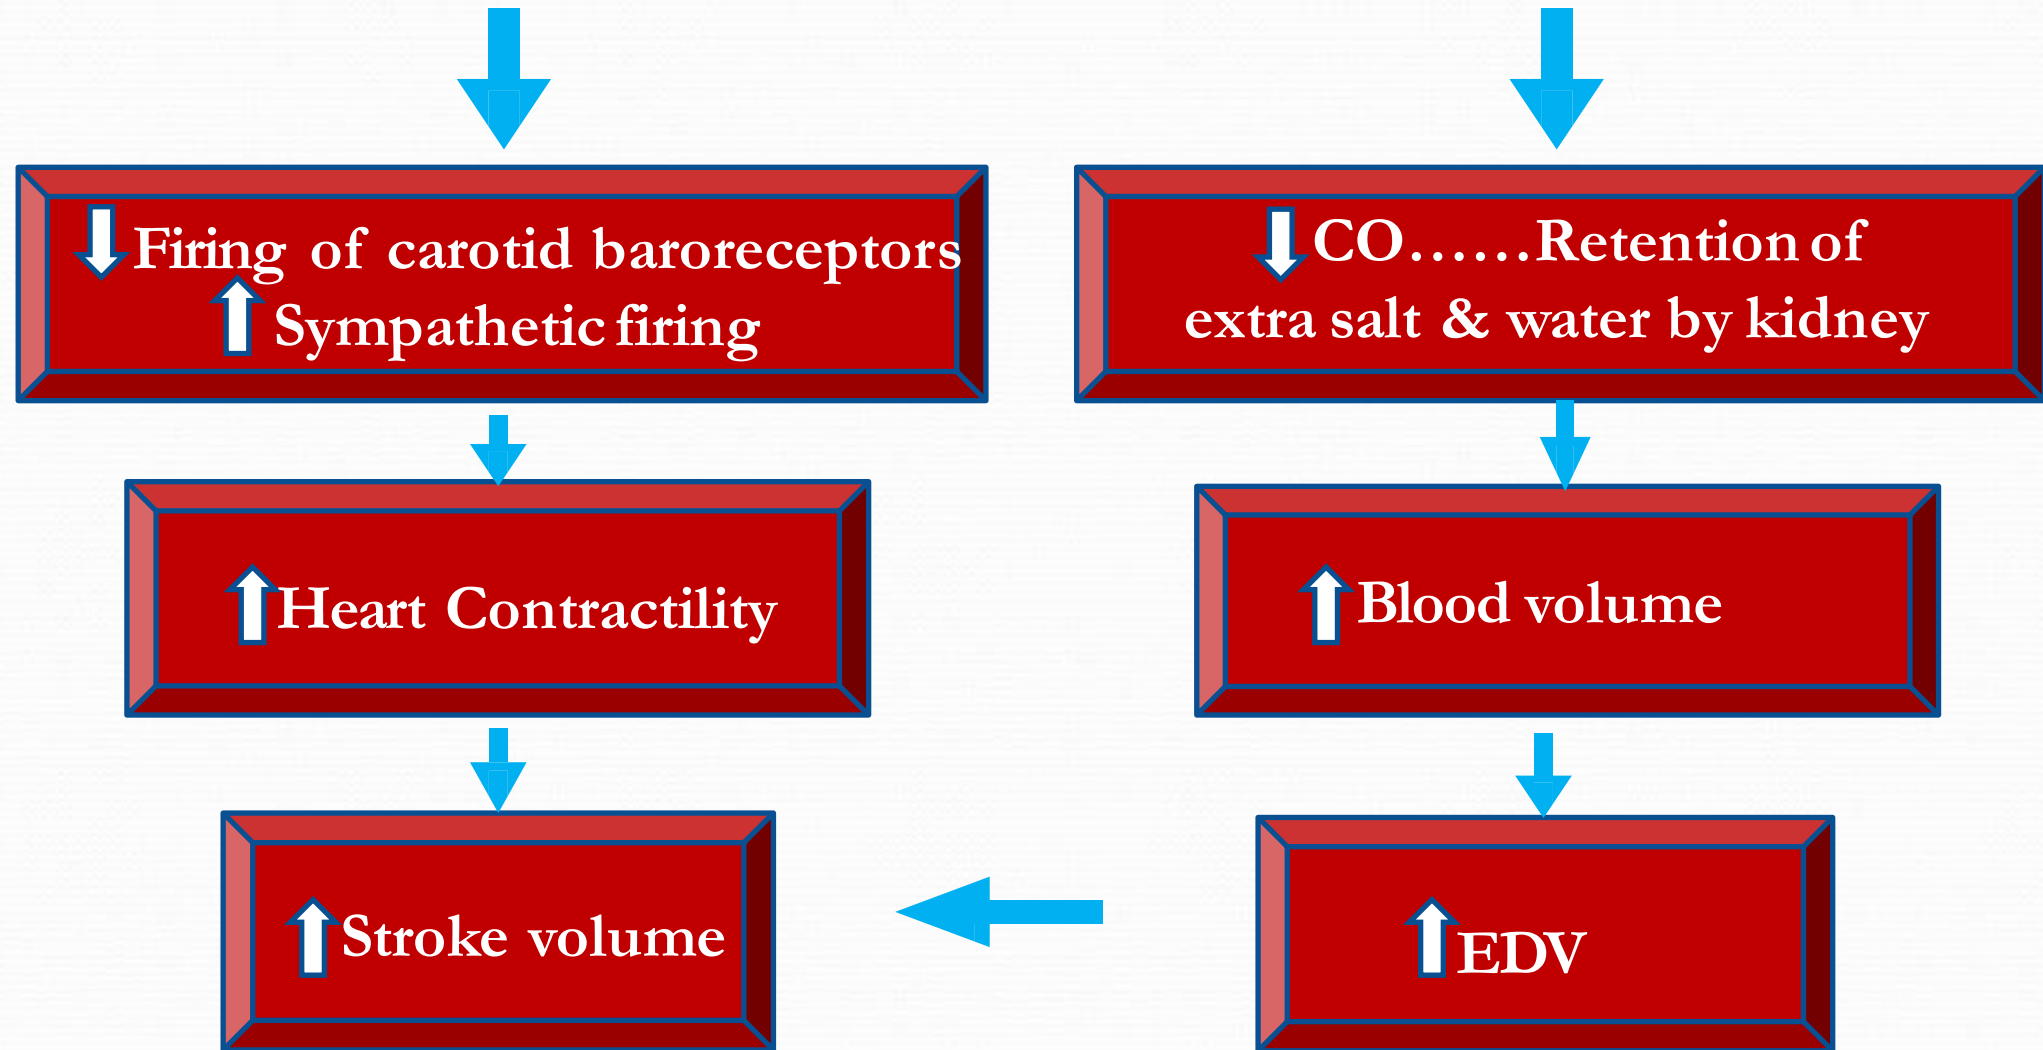 Firing of carotid baroreceptors
Sympathetic firing
CO......Retention of
extra salt & water by kidney
Heart Contractility
Blood volume
Stroke volume
EDV